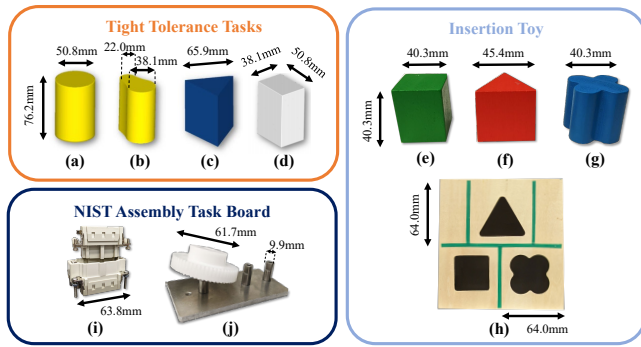 Tight Tolerance Tasks
50.8mm
22.0mm
38.1mm
65.9mm
38.1mm
50.8mm
76.2mm
(a)
(b)
(c)
(d)
NIST Assembly Task Board
61.7mm
9.9mm
63.8mm
(i)
(j)
Insertion Toy
40.3mm
45.4mm
40.3mm
40.3mm
(e)
(f)
(g)
64.0mm
64.0mm
(h)